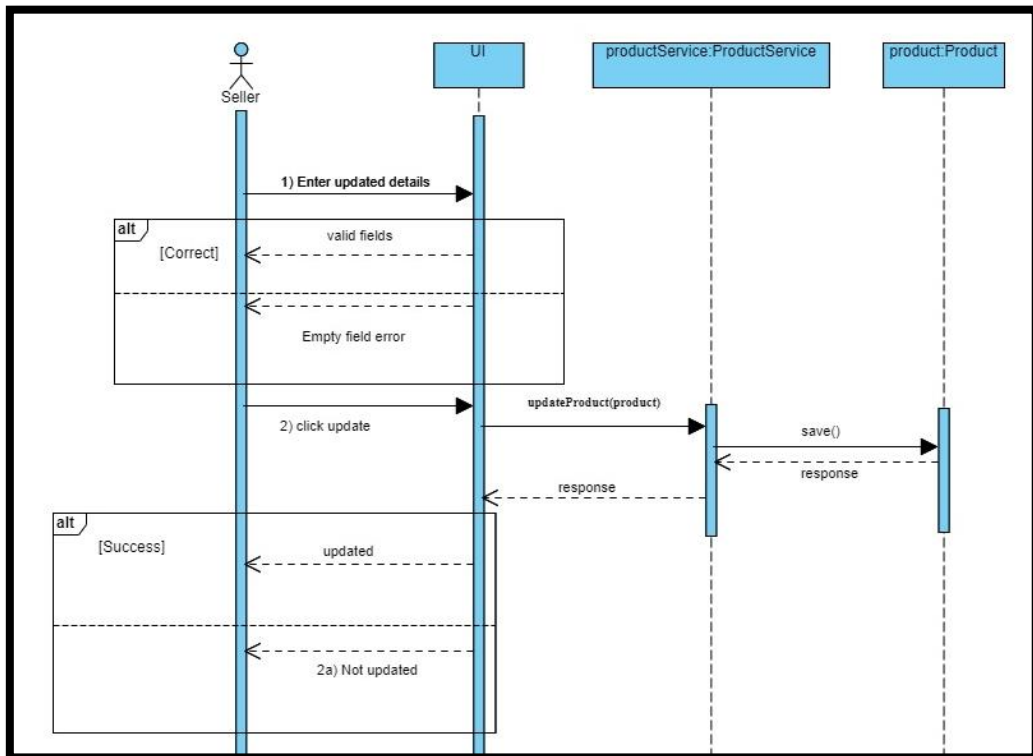 UI
productService:ProductService
product:Product
Seller
1) Enter updated details
alt
valid fields
[Correct]
Empty field error
updateProduct(product)
2) click update
save()
response
response
alt
[Success]
updated
2a) Not updated